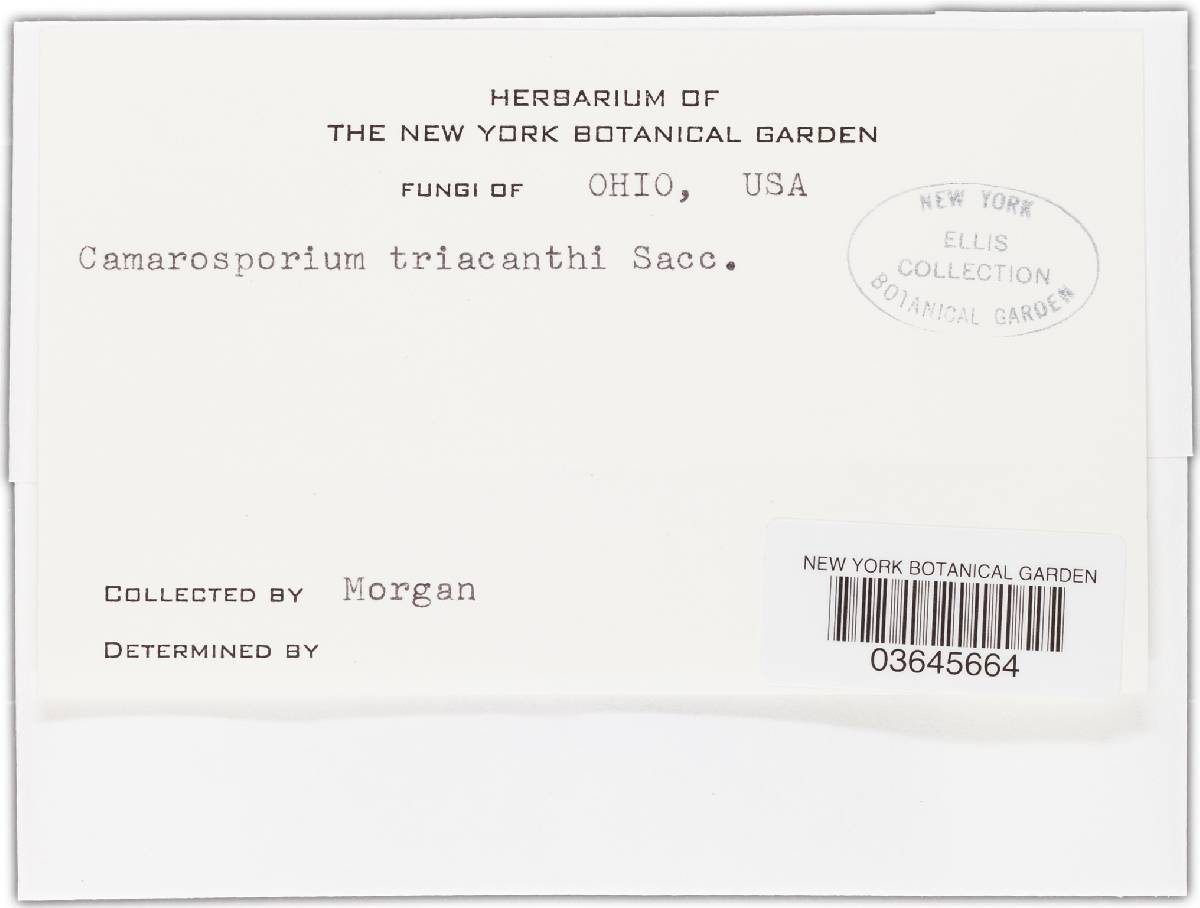 HERBARIUM OF
THE NEW YORK BOTANICAL GARDEN
FUNGI OF OHIO, USA
Camarosporium triacanthi Sacc.
NEW YORK
ELLIS
COLLECTION
BOTANICAL GARDEN
COLLECTED BY Morgan
DETERMINED BY
NEW YORK BOTANICAL GARDEN
03645664